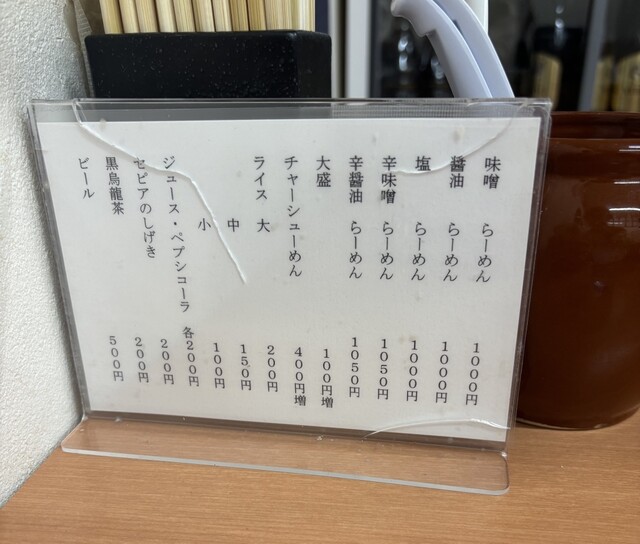 味噌 らーめん 1000円
醤油 らーめん 1000円
塩 らーめん 1000円
辛味噌 らーめん 1050円
辛醤油 らーめん 1050円
大盛 100円増
チャーシューめん 400円増
ライス 大 200円
中 150円
小 100円
ジュース・ペプシコーラ 各200円
セピアのしげき 200円
黒烏龍茶 200円
ビール 500円